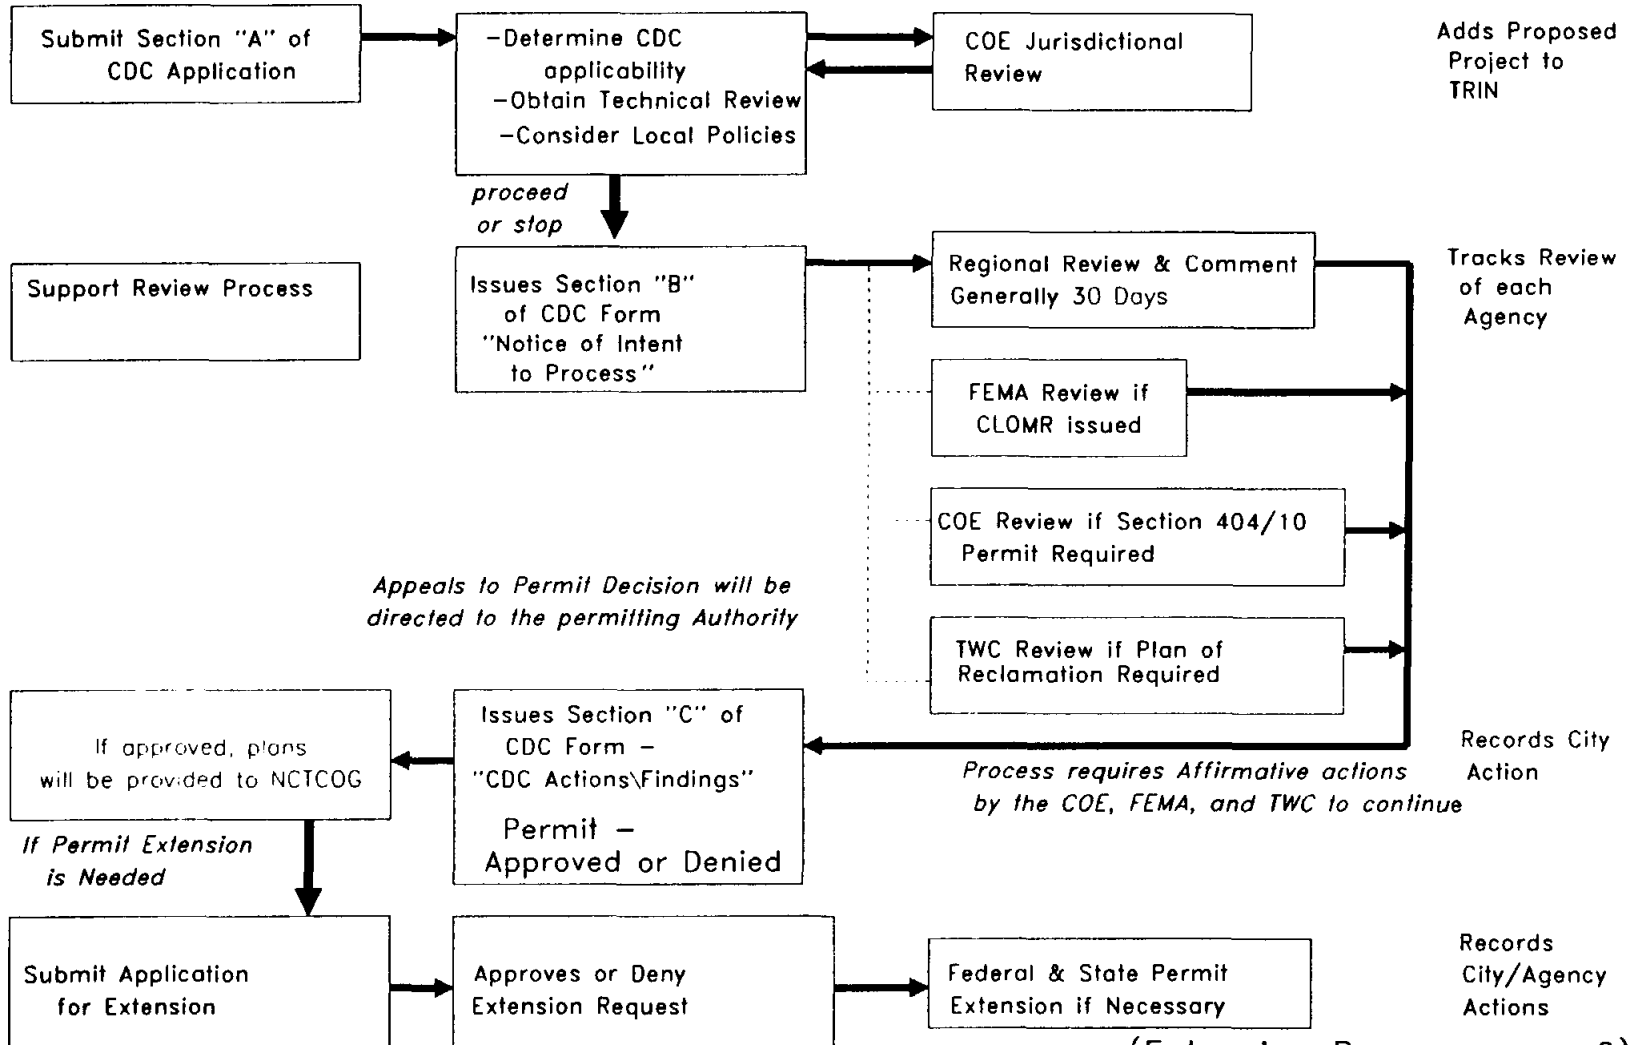 Submit Section "A" of
CDC Application
-Determine CDC
applicability
-Obtain Technical Review
-Consider Local Policies
COE Jurisdictional
Review
Adds Proposed
Project to
TRIN
proceed
or stop
Support Review Process
Issues Section "B"
of CDC Form
"Notice of Intent
to Process"
Regional Review & Comment
Generally 30 Days
Tracks Review
of each
Agency
FEMA Review if
CLOMR issued
COE Review if Section 404/10
Permit Required
Appeals to Permit Decision will be
directed to the permitting Authority
TWC Review if Plan of
Reclamation Required
If approved, plans
will be provided to NCTCOG
Issues Section "C" of
CDC Form -
"CDC Actions\Findings"
Permit -
Approved or Denied
Records City
Action
Process requires Affirmative actions
by the COE, FEMA, and TWC to continue
If Permit Extension
is Needed
Submit Application
for Extension
Approves or Deny
Extension Request
Federal & State Permit
Extension if Necessary
Records
City/Agency
Actions